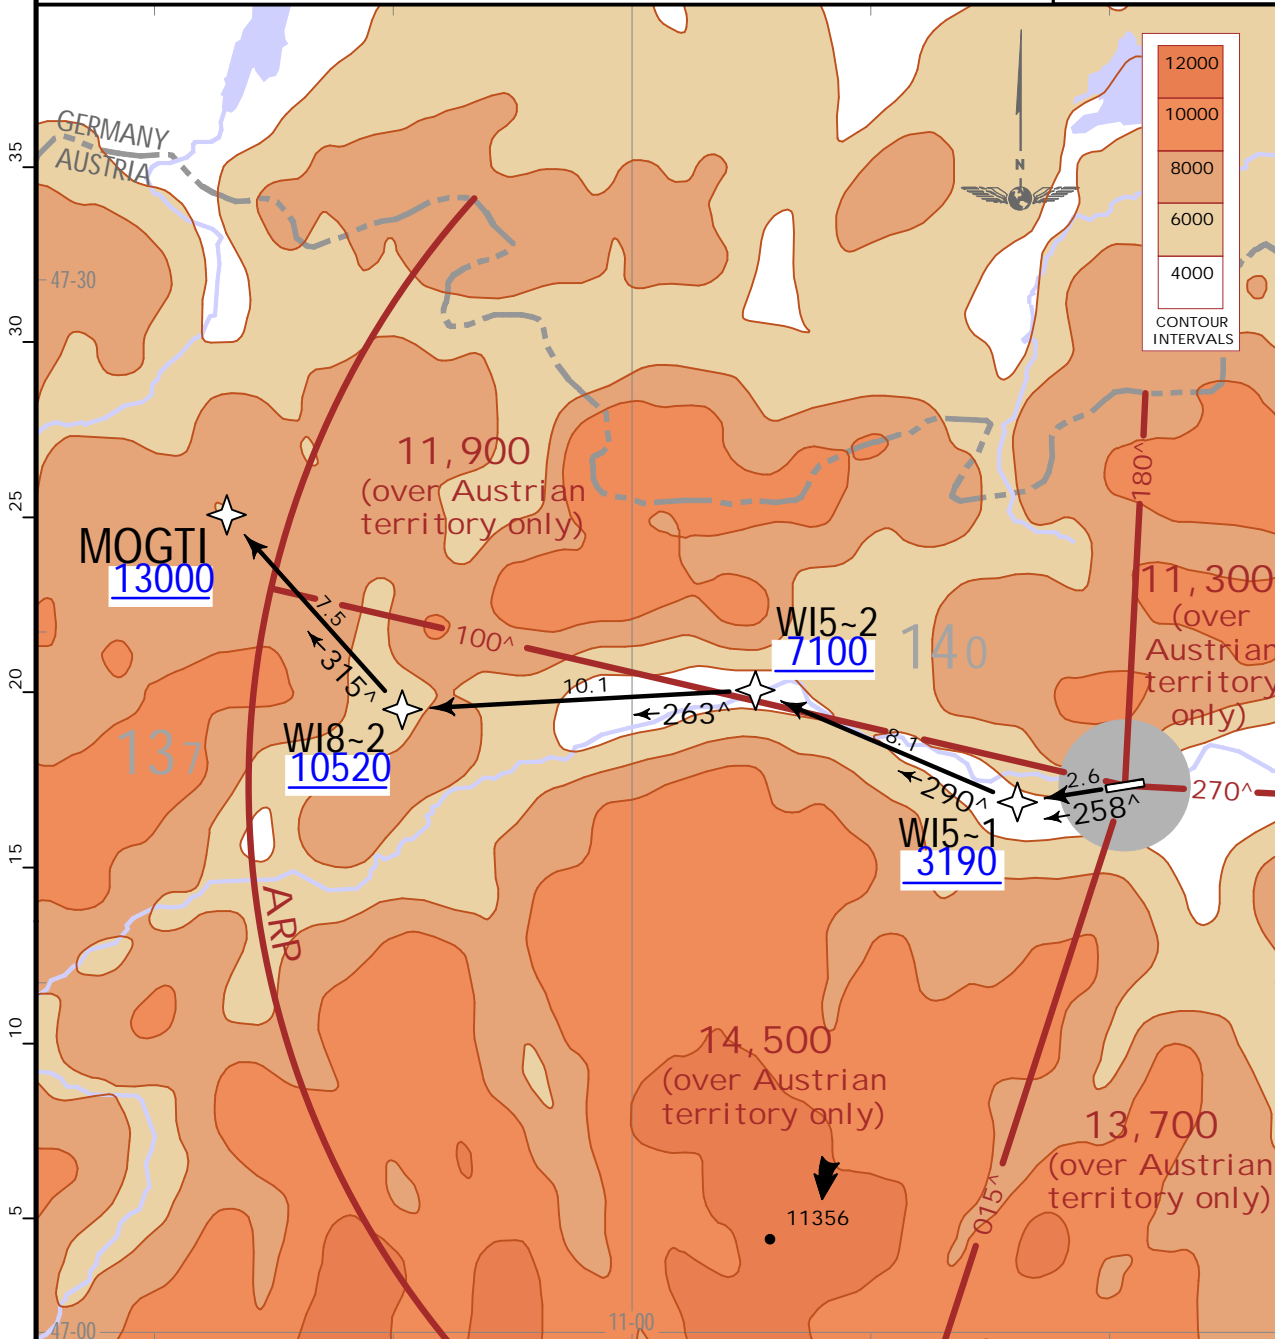 12000
10000
8000
6000
4000
CONTOUR
INTERVALS
GERMANY
AUSTRIA
N
35
47-30
30
180^
11,900
(over Austrian
territory only)
25
MOGTI
13000
11,300
(over
Austrian
territory
only)
7.5
315^
100^
WI5~2
7100
140
20
10.1
263^
WI8~2
10520
137
8.1
290^
2.6
258^
270^
WI5~1
3190
15
ARP
10
14,500
(over Austrian
territory only)
13,700
(over Austrian
territory only)
015^
11356
5
11-00
47-00